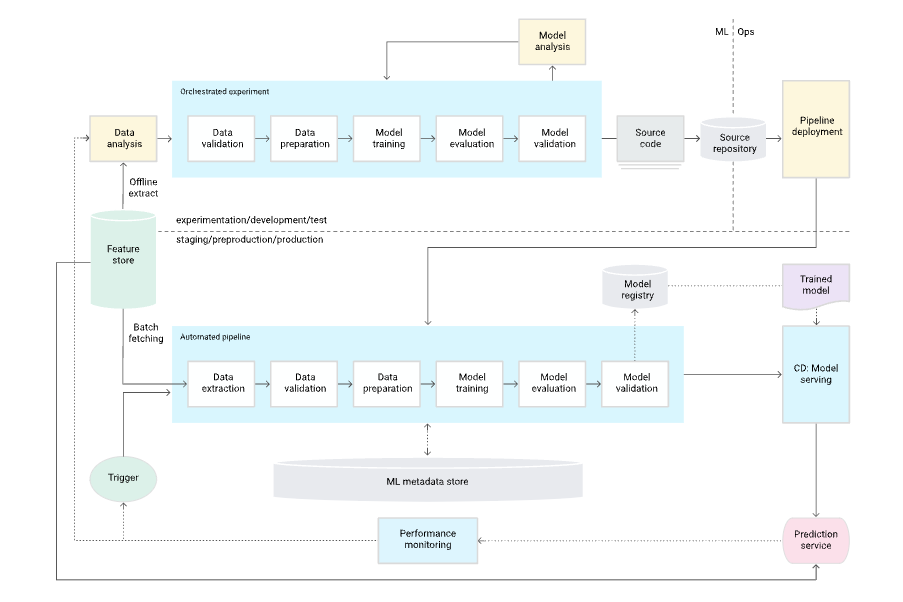 Model
analysis
ML
Ops
Orchestrated experiment
Data
analysis
Data
validation
Data
preparation
Model
training
Model
evaluation
Model
validation
Source
code
Source
repository
Pipeline
deployment
Offline
extract
experimentation/development/test
staging/preproduction/production
Feature
store
Model
registry
Trained
model
Batch
fetching
Automated pipeline
Data
extraction
Data
validation
Data
preparation
Model
training
Model
evaluation
Model
validation
CD: Model
serving
Trigger
ML metadata store
Performance
monitoring
Prediction
service